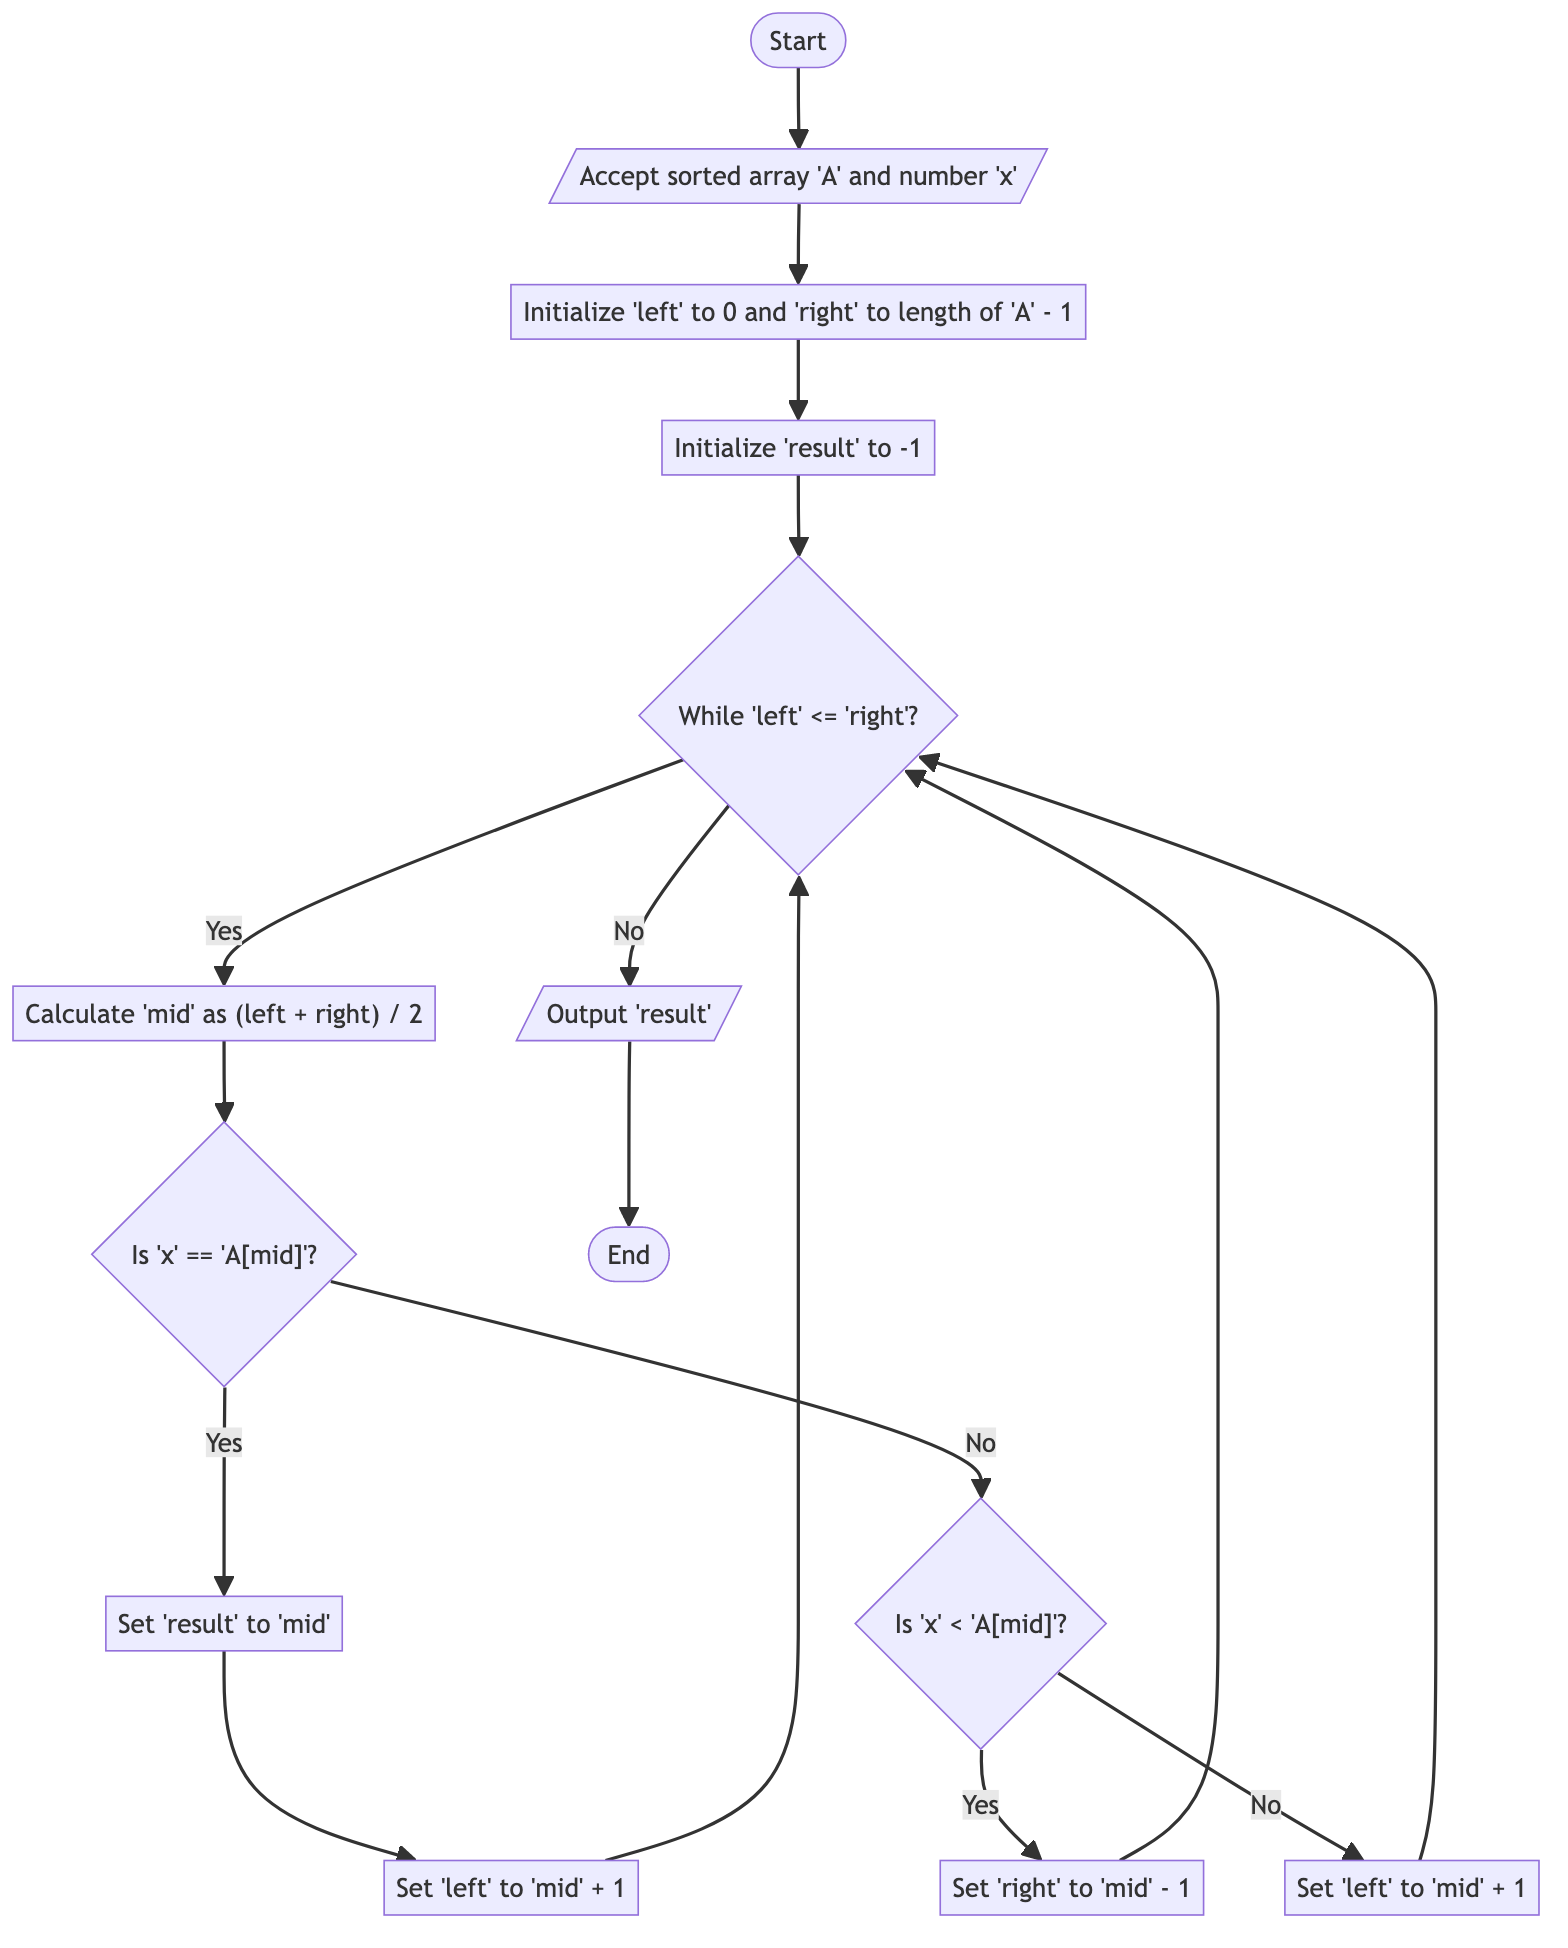 Start
Accept sorted array 'A' and number 'x'
Initialize 'left' to 0 and 'right' to length of 'A' - 1
Initialize 'result' to -1
While 'left' <= 'right'?
Yes
No
Calculate 'mid' as (left + right) / 2
Output 'result'
Is 'x' == 'A[mid]'?
End
Yes
No
Set 'result' to 'mid'
Is 'x' < 'A[mid]'?
Yes
No
Set 'left' to 'mid' + 1
Set 'right' to 'mid' - 1
Set 'left' to 'mid' + 1